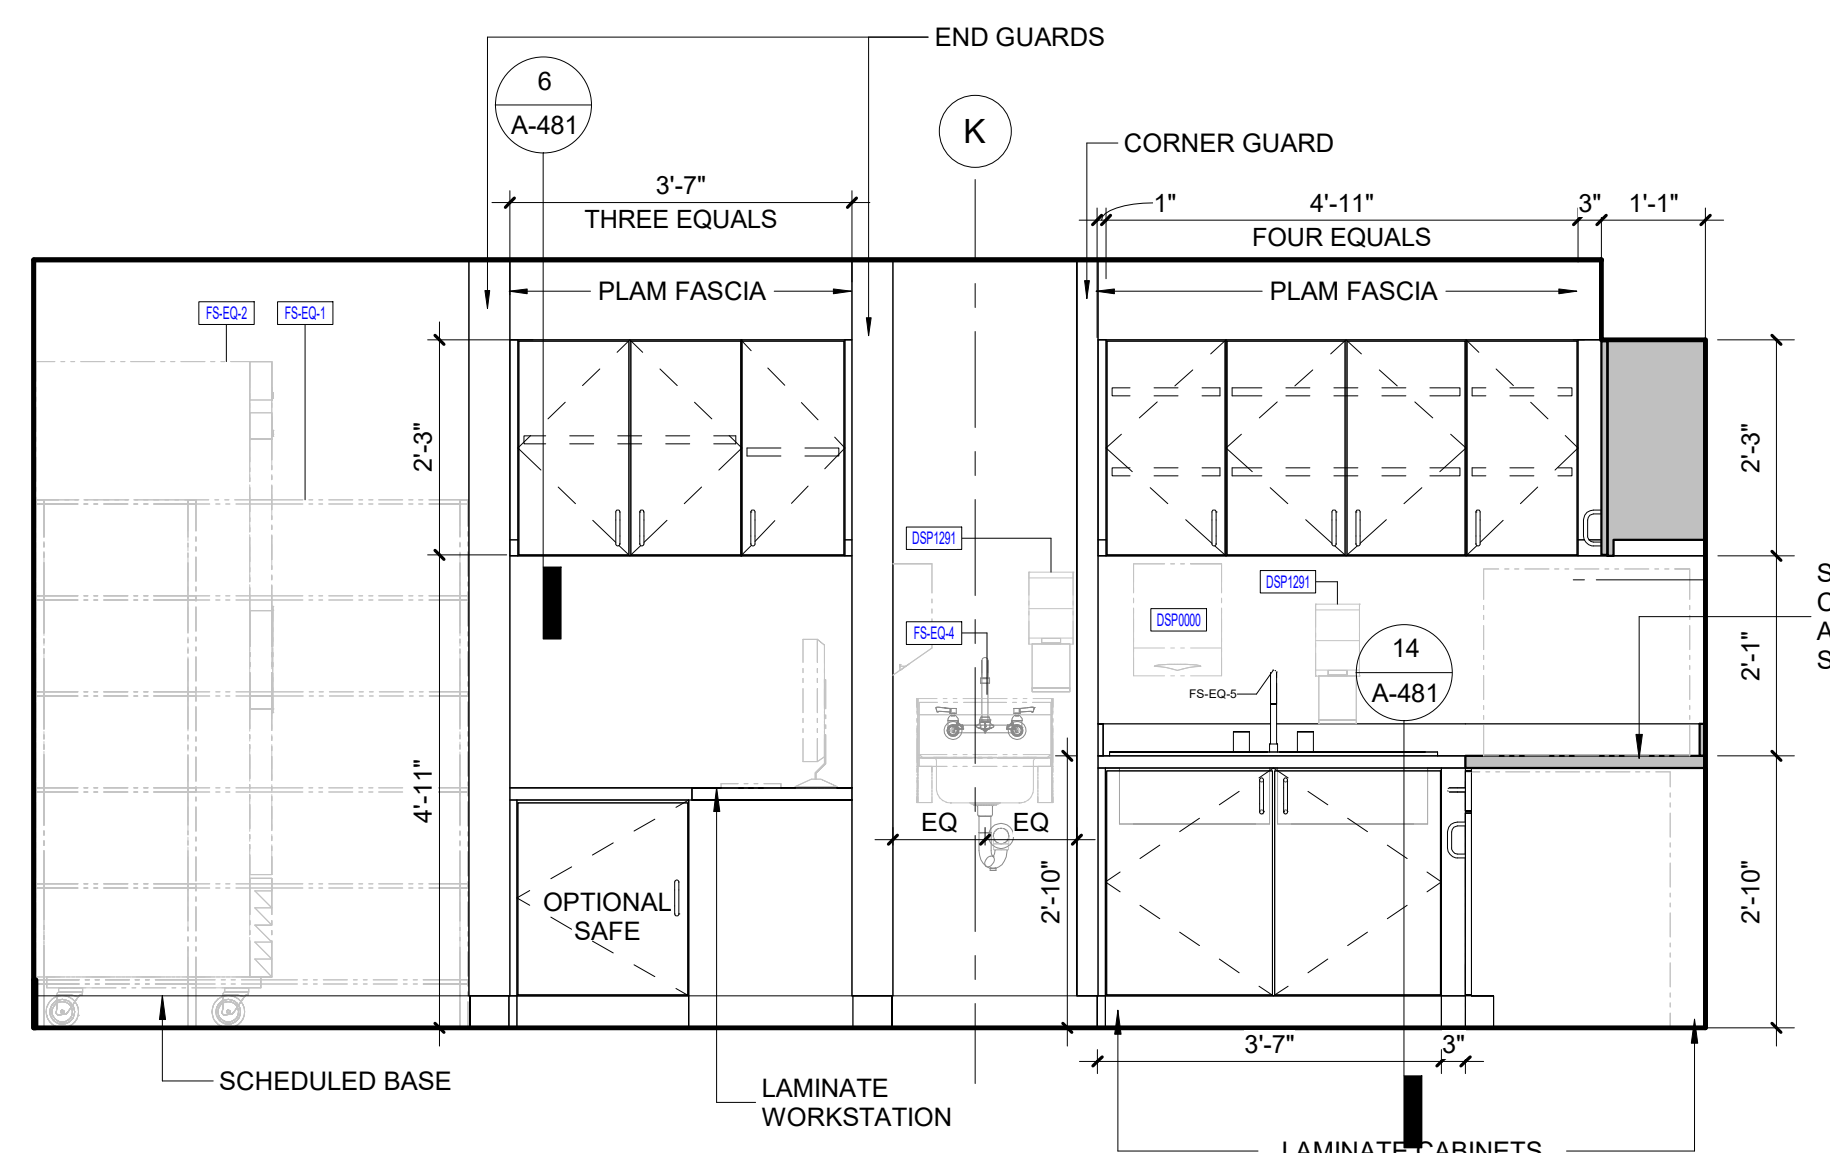 END GUARDS
6
A-481
K
CORNER GUARD
3'-7"
THREE EQUALS
1"
4'-11"
3"
1'-1"
FOUR EQUALS
PLAM FASCIA
PLAM FASCIA
FS-EQ-2
FS-EQ-1
2'-3"
2'-3"
DSP1291
DSP1291
DSP0000
FS-EQ-4
FS-EQ-5
14
A-481
S
C
A
S
2'-1"
4'-11"
EQ
EQ
OPTIONAL
SAFE
2'-10"
2'-10"
3'-7"
3"
SCHEDULED BASE
LAMINATE
WORKSTATION
LAMINATE CABINETS